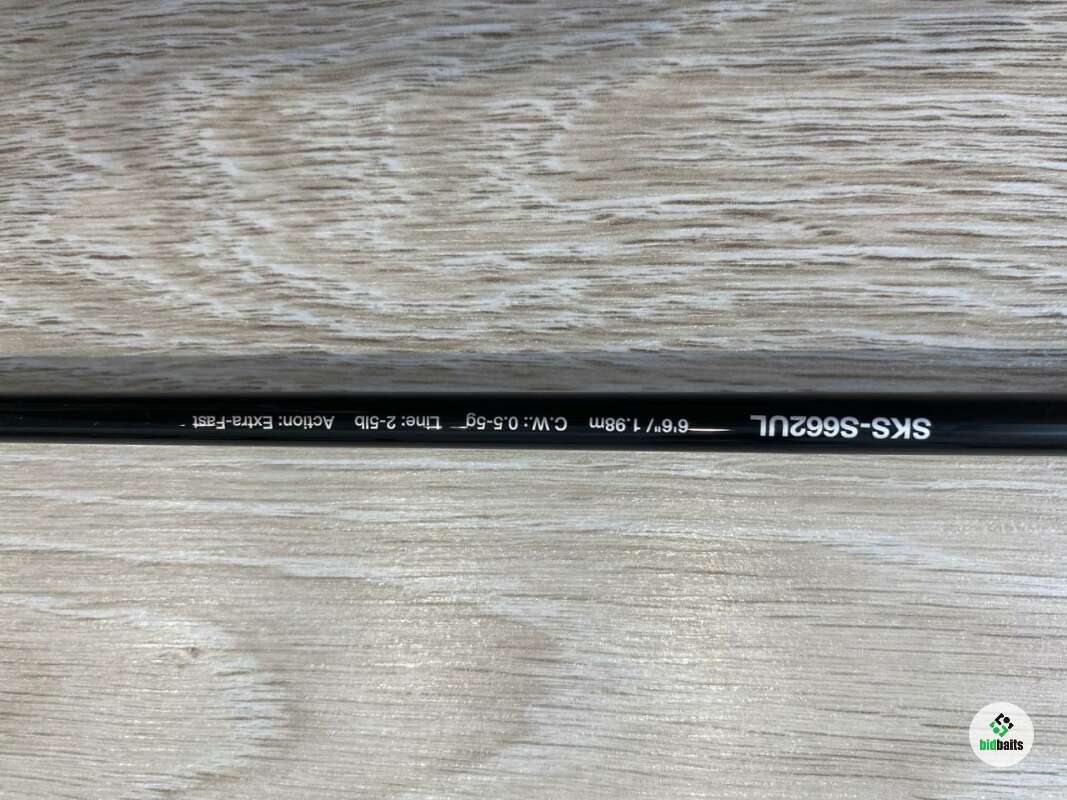 SKS-S662UL 6'6"/ 1.98m C.W.: 0.5-5g Line: 2-5lb Action: Extra-Fast
bidbaits